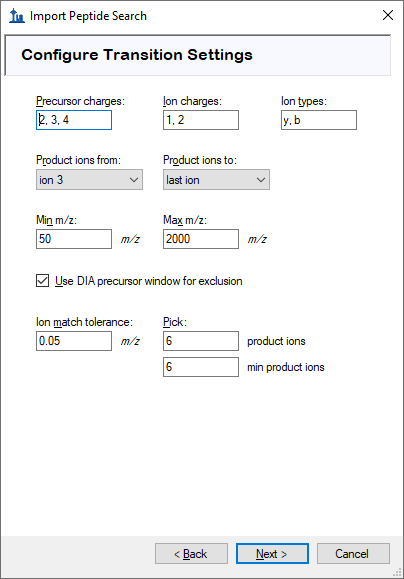 Import Peptide Search
Configure Transition Settings
Precursor charges: Ion charges: Ion types:
2, 3, 4 1, 2 y, b
Product ions from: Product ions to:
ion 3 last ion
Min m/z: Max m/z:
50 m/z 2000 m/z
Use DIA precursor window for exclusion
Ion match tolerance: Pick:
0.05 m/z 6 product ions
6 min product ions
< Back Next > Cancel